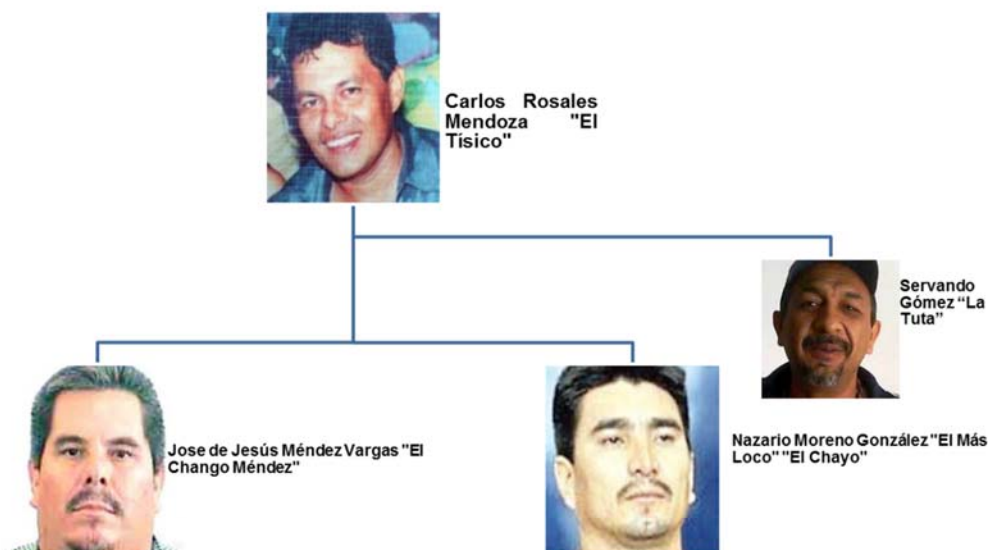 Carlos Rosales
Mendoza "El
Tísico"
Servando
Gómez “La
Tuta”
Jose de Jesús Méndez Vargas "El
Chango Méndez"
Nazario Moreno González "El Más
Loco" "El Chayo"